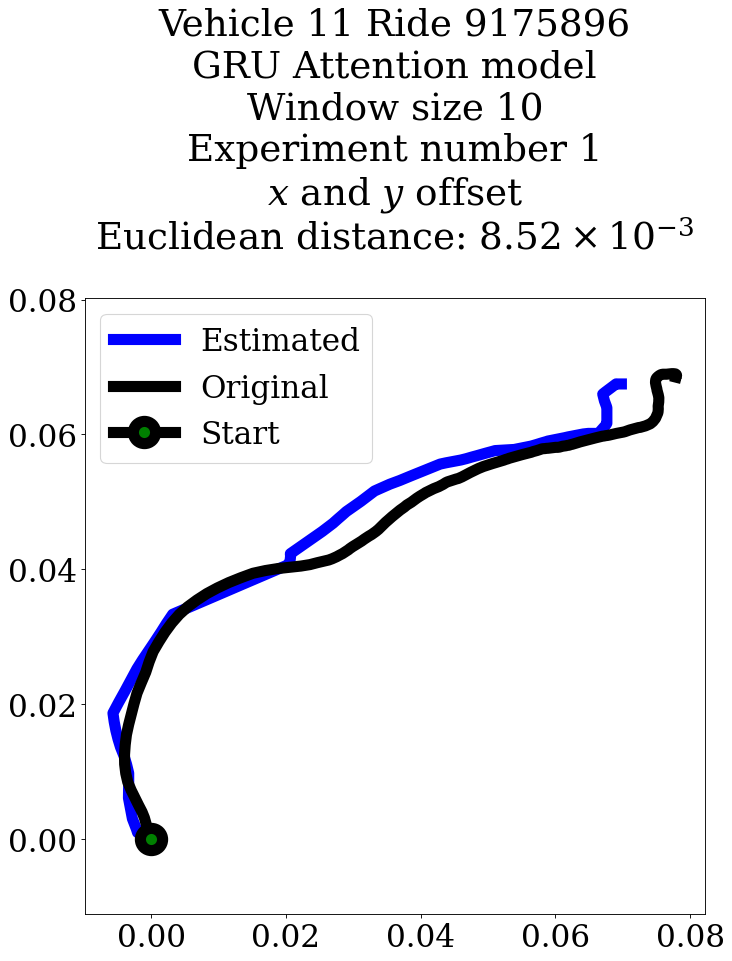 Vehicle 11 Ride 9175896
GRU Attention model
Window size 10
Experiment number 1
x and y offset
Euclidean distance: 8.52 × 10⁻³
0.08
Estimated
Original
Start
0.06
0.04
0.02
0.00
0.00 0.02 0.04 0.06 0.08